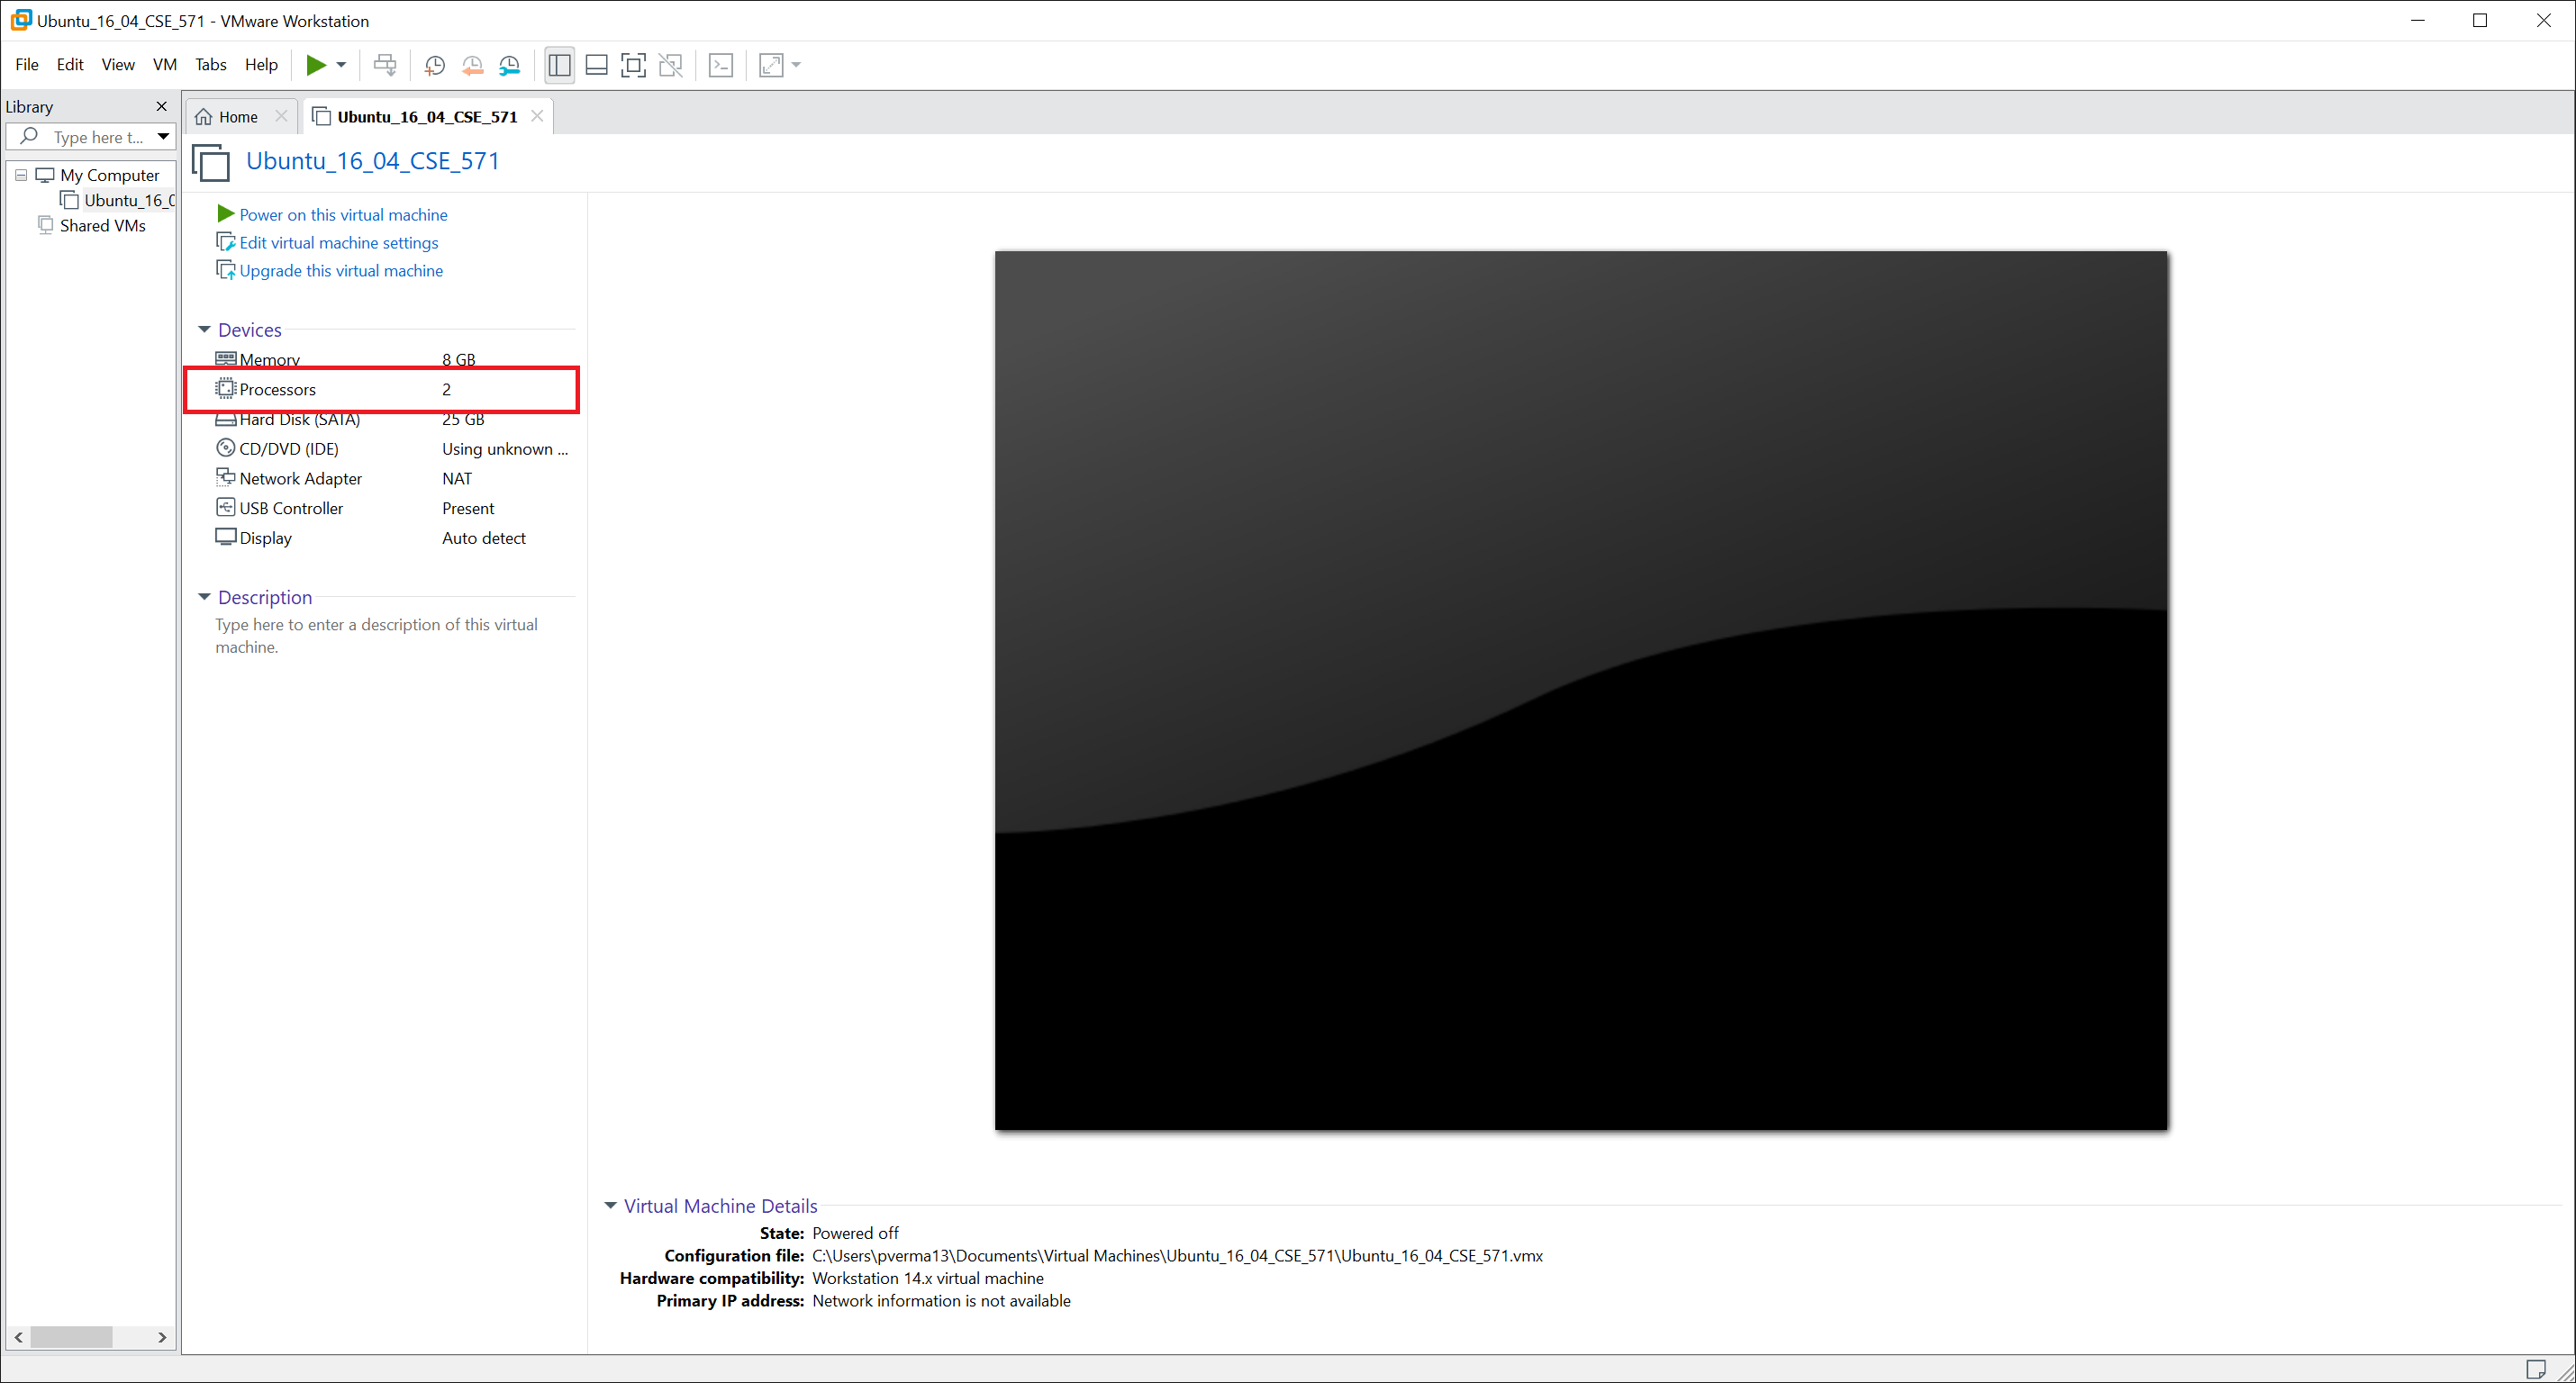 Ubuntu_16_04_CSE_571 - VMware Workstation
File Edit View VM Tabs Help
Library
Type here t...
My Computer
Ubuntu_16_0
Shared VMs
Home
Ubuntu_16_04_CSE_571
Ubuntu_16_04_CSE_571
Power on this virtual machine
Edit virtual machine settings
Upgrade this virtual machine
Devices
Memory 8 GB
Processors 2
Hard Disk (SATA) 25 GB
CD/DVD (IDE) Using unknown ...
Network Adapter NAT
USB Controller Present
Display Auto detect
Description
Type here to enter a description of this virtual
machine.
Virtual Machine Details
State: Powered off
Configuration file: C:\Users\pverma13\Documents\Virtual Machines\Ubuntu_16_04_CSE_571\Ubuntu_16_04_CSE_571.vmx
Hardware compatibility: Workstation 14.x virtual machine
Primary IP address: Network information is not available